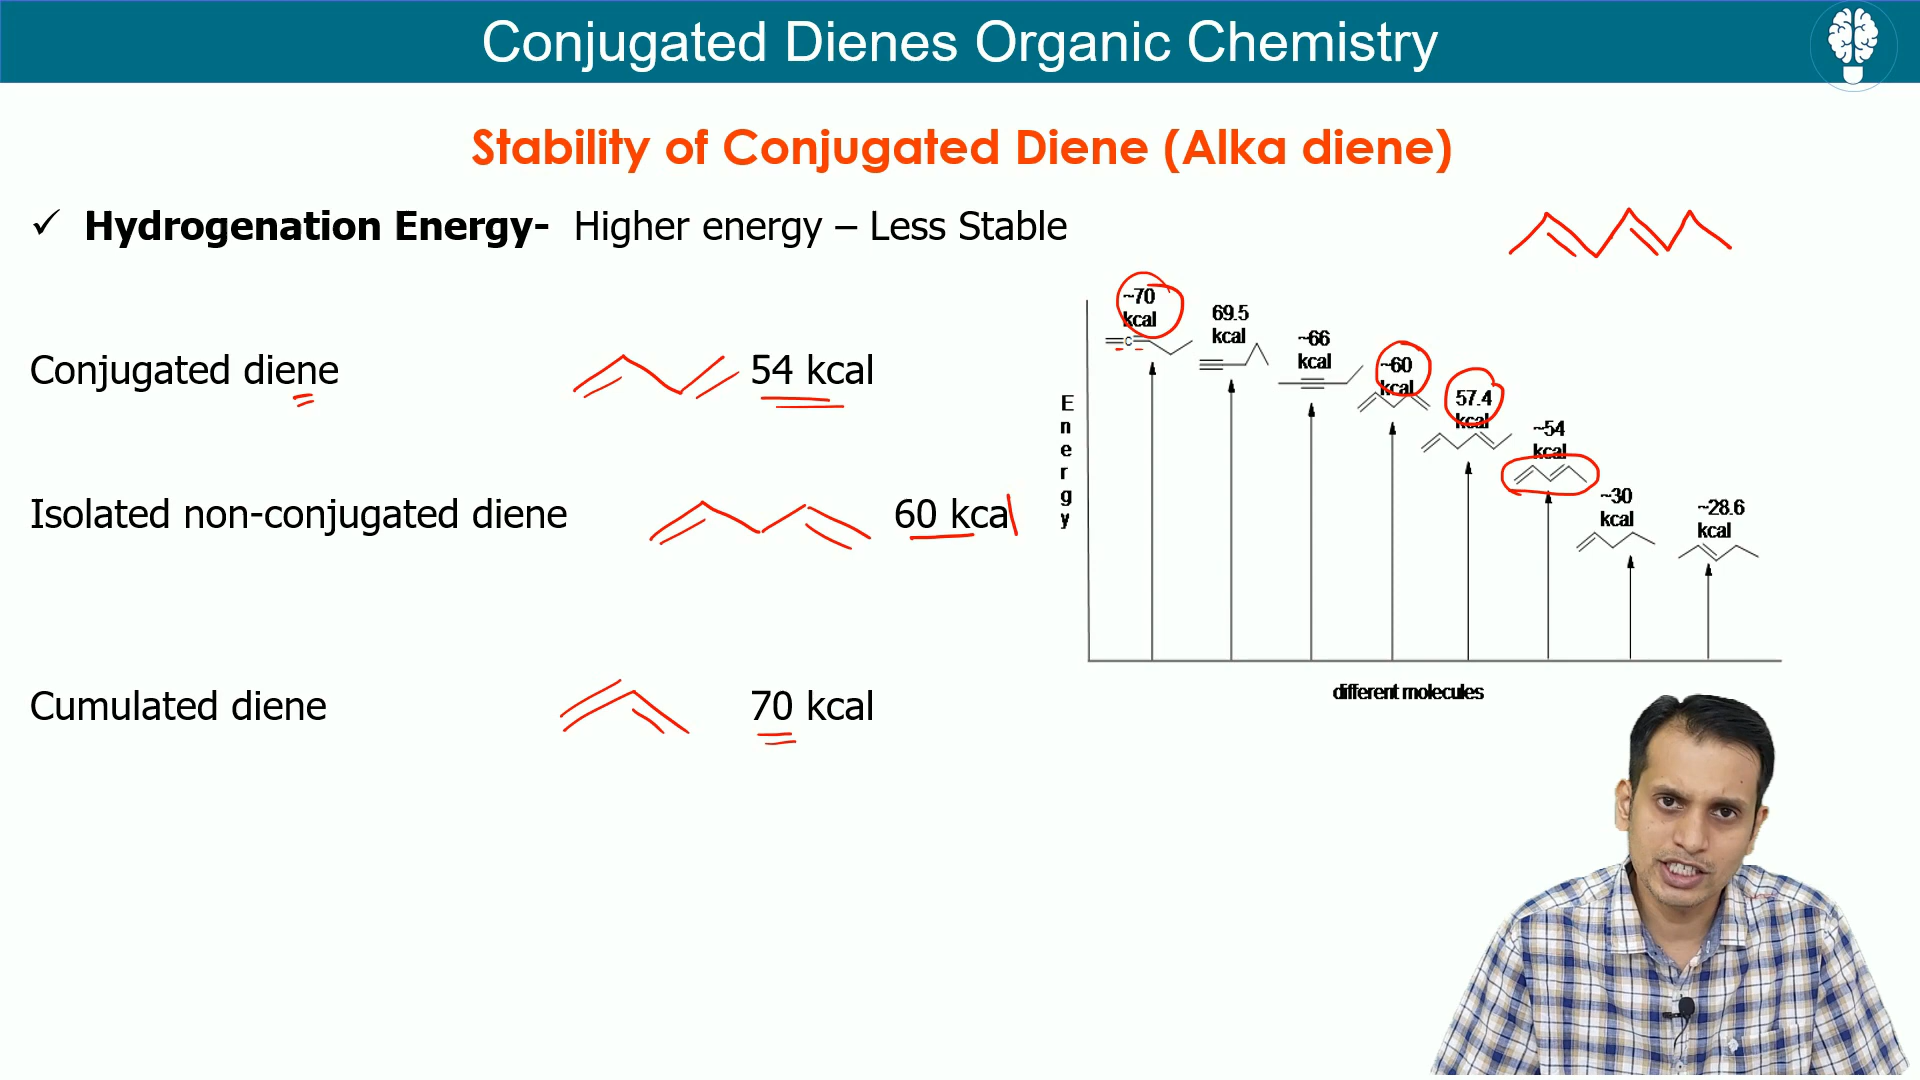 Conjugated Dienes Organic Chemistry
Stability of Conjugated Diene (Alka diene)
✓ Hydrogenation Energy- Higher energy – Less Stable
Conjugated diene 54 kcal
Isolated non-conjugated diene 60 kcal
Cumulated diene 70 kcal
~70
kcal
C
69.5
kcal
~66
kcal
~60
kcal
57.4
kcal
~54
kcal
~30
kcal
~28.6
kcal
Energy
different molecules